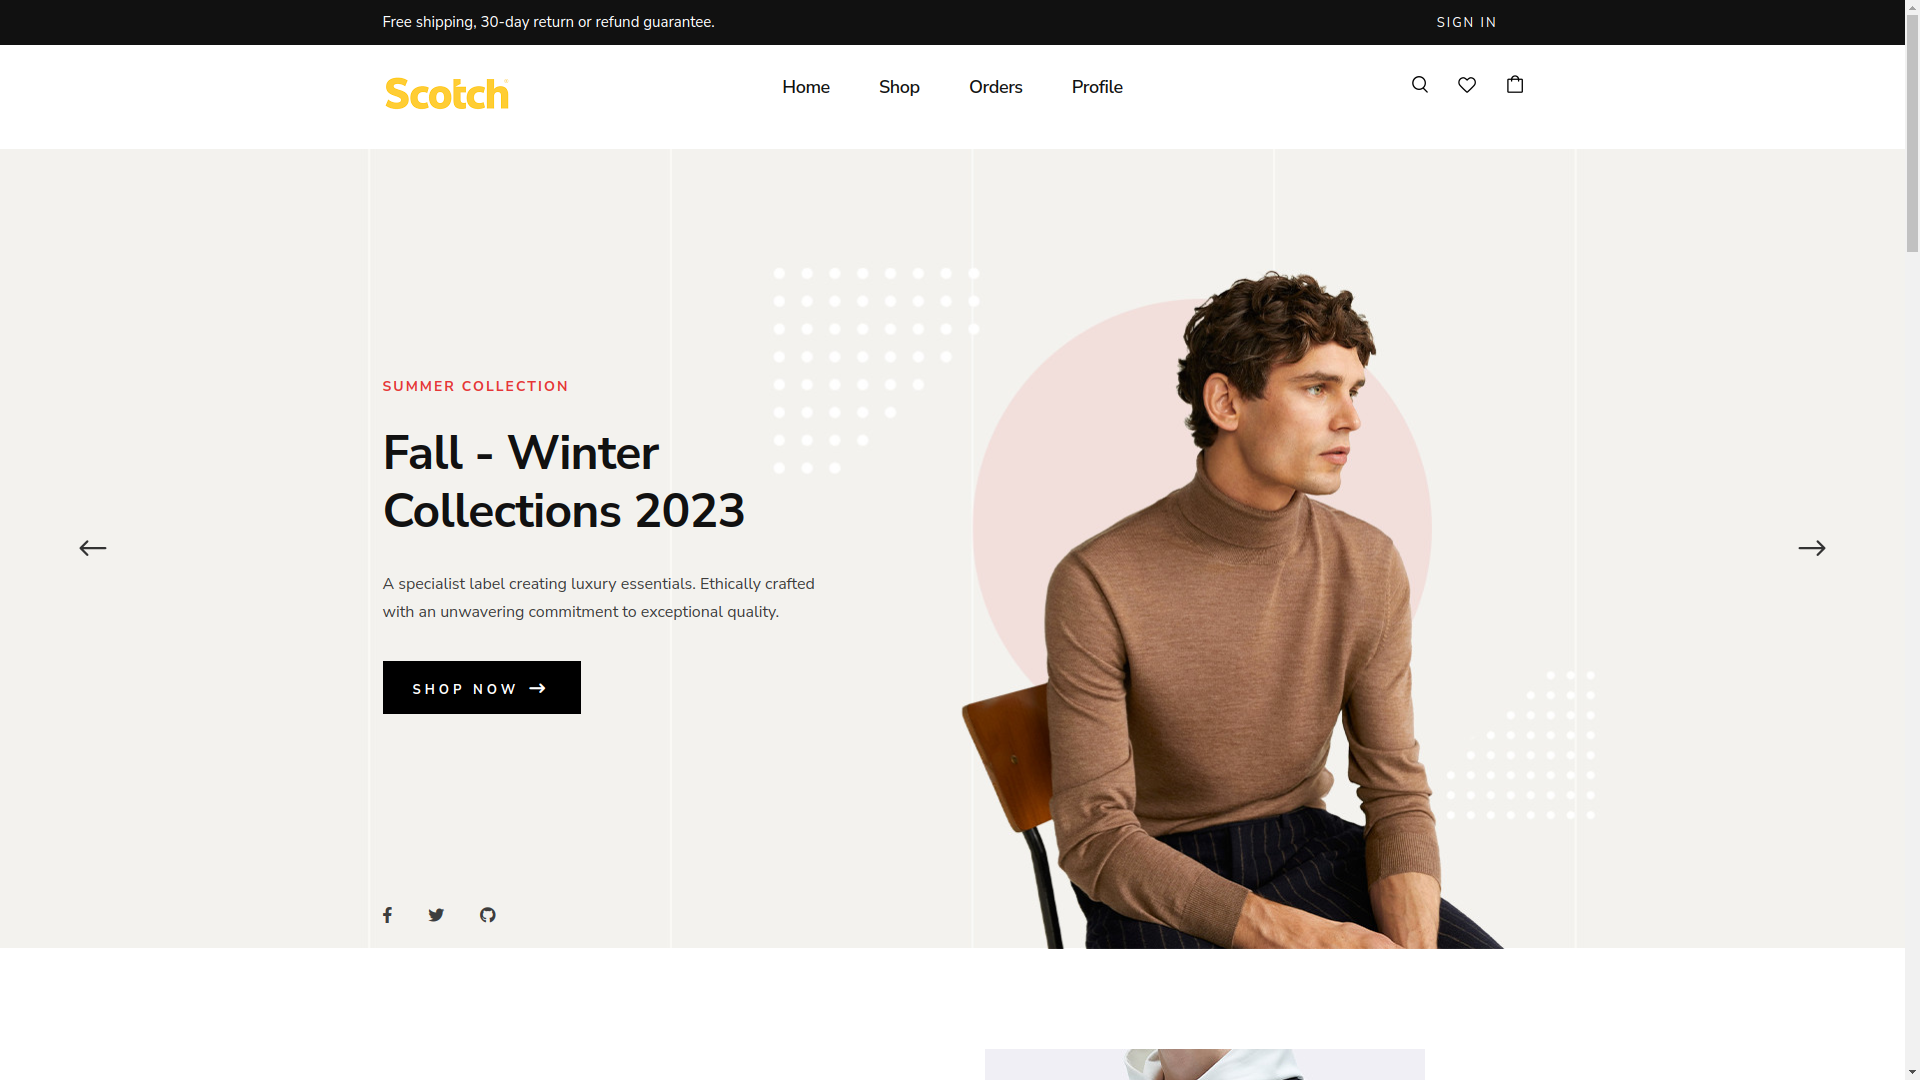 Free shipping, 30-day return or refund guarantee.
SIGN IN
Scotch
Home
Shop
Orders
Profile
SUMMER COLLECTION
Fall - Winter
Collections 2023
A specialist label creating luxury essentials. Ethically crafted
with an unwavering commitment to exceptional quality.
SHOP NOW